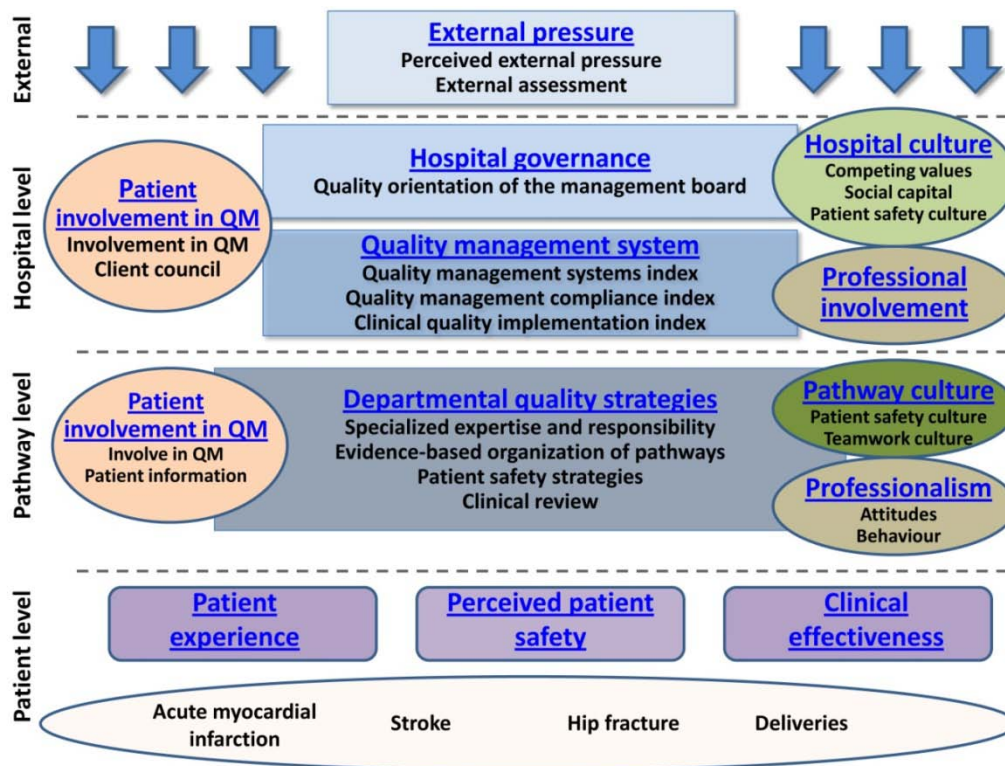 External
External pressure
Perceived external pressure
External assessment
Hospital level
Patient
involvement in QM
Involvement in QM
Client council
Hospital governance
Quality orientation of the management board
Quality management system
Quality management systems index
Quality management compliance index
Clinical quality implementation index
Hospital culture
Competing values
Social capital
Patient safety culture
Professional
involvement
Pathway level
Patient
involvement in QM
Involve in QM
Patient information
Departmental quality strategies
Specialized expertise and responsibility
Evidence-based organization of pathways
Patient safety strategies
Clinical review
Pathway culture
Patient safety culture
Teamwork culture
Professionalism
Attitudes
Behaviour
Patient level
Patient
experience
Perceived patient
safety
Clinical
effectiveness
Acute myocardial
infarction
Stroke
Hip fracture
Deliveries